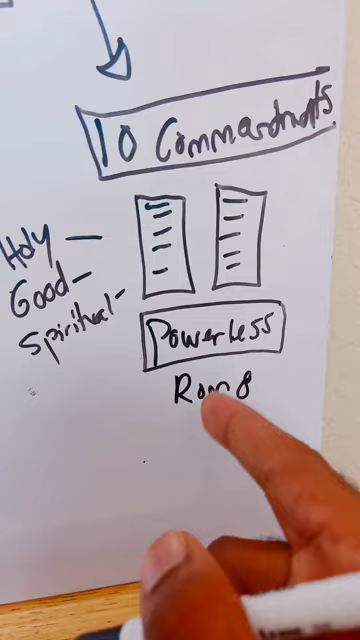 10 Commandments
Holy -
Good -
Spiritual -
Powerless
Rom 8